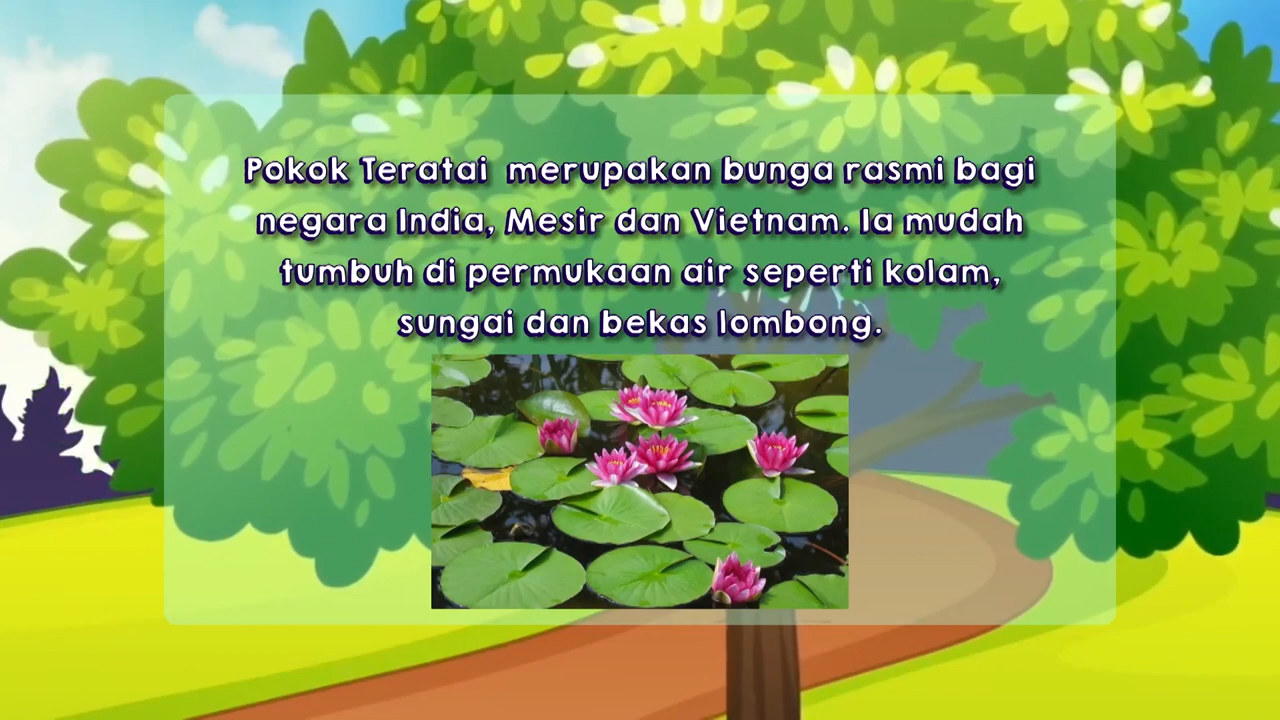 Pokok Teratai merupakan bunga rasmi bagi
negara India, Mesir dan Vietnam. Ia mudah
tumbuh di permukaan air seperti kolam,
sungai dan bekas lombong.